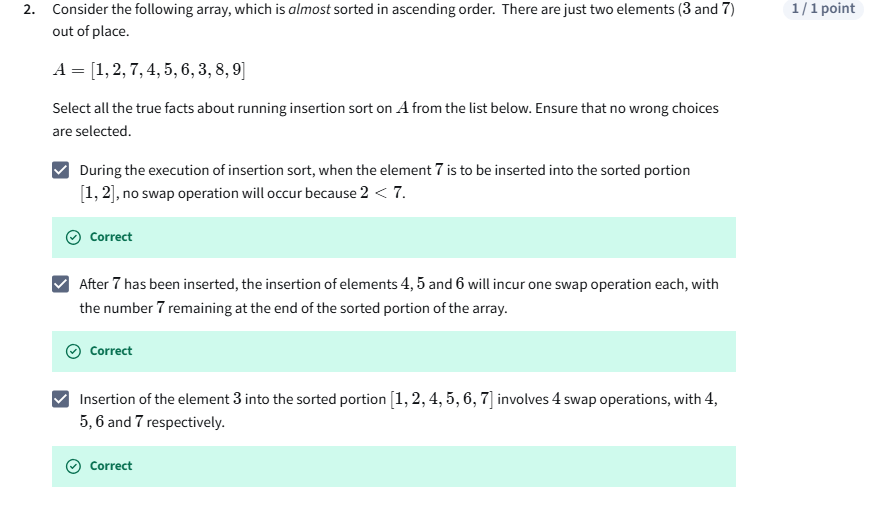 2. Consider the following array, which is almost sorted in ascending order. There are just two elements (3 and 7) 1 / 1 point
out of place.
A = [1, 2, 7, 4, 5, 6, 3, 8, 9]
Select all the true facts about running insertion sort on A from the list below. Ensure that no wrong choices
are selected.
During the execution of insertion sort, when the element 7 is to be inserted into the sorted portion
[1, 2], no swap operation will occur because 2 < 7.
Correct
After 7 has been inserted, the insertion of elements 4, 5 and 6 will incur one swap operation each, with
the number 7 remaining at the end of the sorted portion of the array.
Correct
Insertion of the element 3 into the sorted portion [1, 2, 4, 5, 6, 7] involves 4 swap operations, with 4,
5, 6 and 7 respectively.
Correct